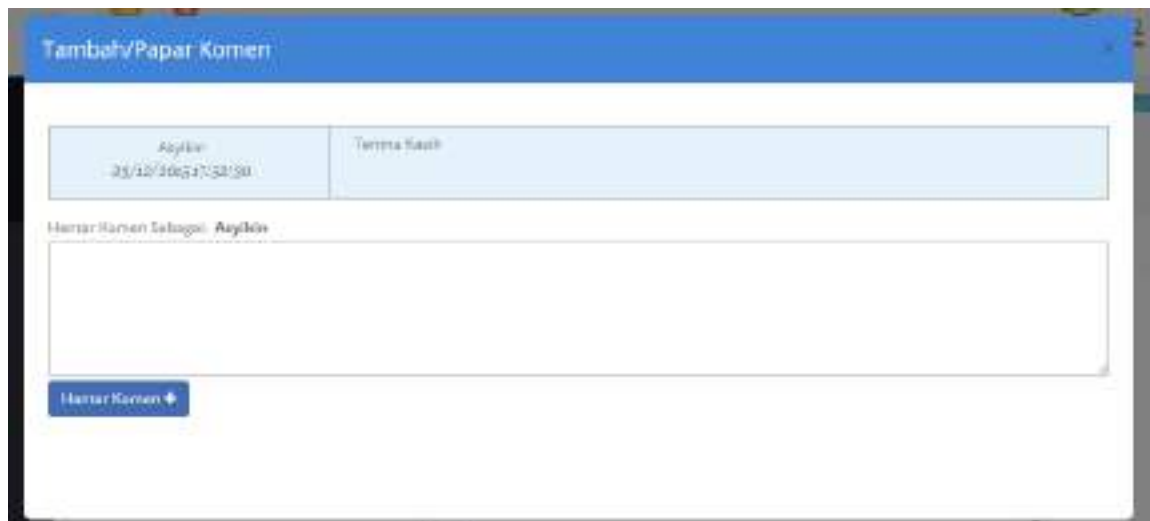 Tambah/Papar Komen
Asyikin
Terima Kasih
Hantar Komen Sebagai: Asyikin
Hantar Komen +